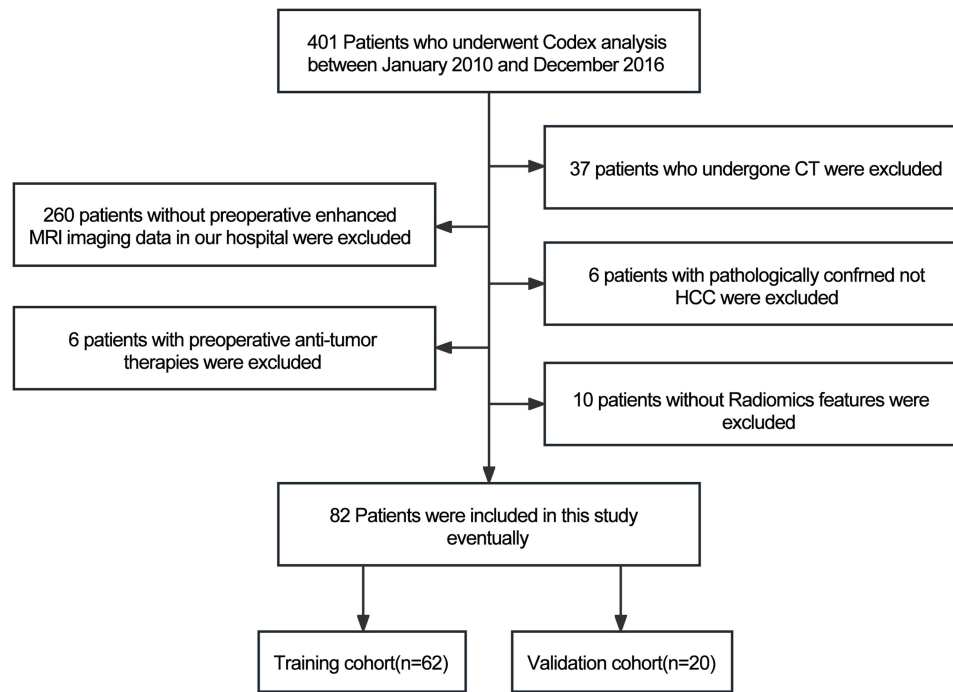 401 Patients who underwent Codex analysis
between January 2010 and December 2016
37 patients who undergone CT were excluded
260 patients without preoperative enhanced
MRI imaging data in our hospital were excluded
6 patients with pathologically confrned not
HCC were excluded
6 patients with preoperative anti-tumor
therapies were excluded
10 patients without Radiomics features were
excluded
82 Patients were included in this study
eventually
Training cohort(n=62)
Validation cohort(n=20)